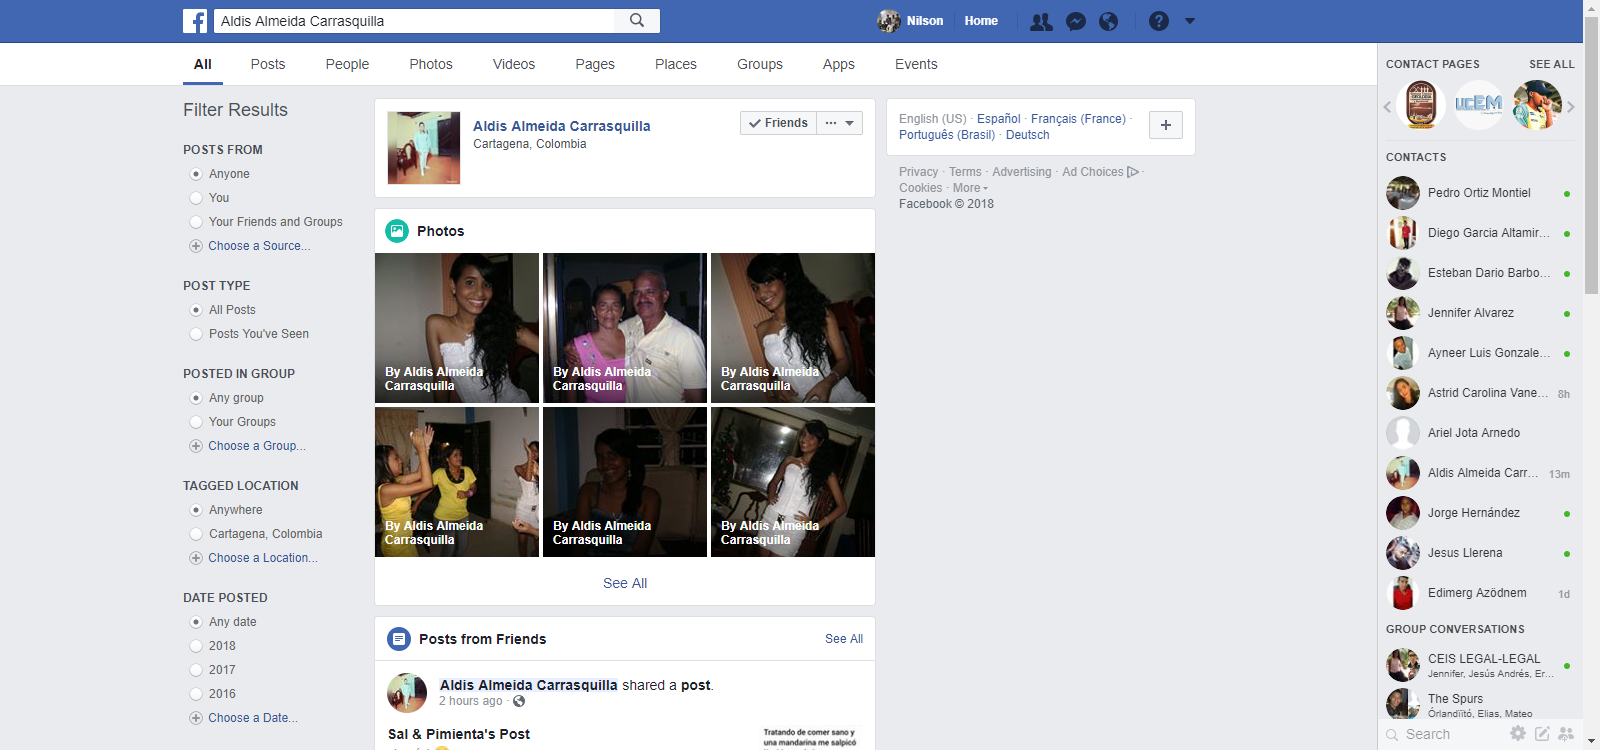 Aldis Almeida Carrasquilla
Nilson
Home
All
Posts
People
Photos
Videos
Pages
Places
Groups
Apps
Events
Filter Results
POSTS FROM
Anyone
You
Your Friends and Groups
Choose a Source...
POST TYPE
All Posts
Posts You've Seen
POSTED IN GROUP
Any group
Your Groups
Choose a Group...
TAGGED LOCATION
Anywhere
Cartagena, Colombia
Choose a Location...
DATE POSTED
Any date
2018
2017
2016
Choose a Date...
Aldis Almeida Carrasquilla
Cartagena, Colombia
Friends
Photos
By Aldis Almeida
Carrasquilla
By Aldis Almeida
Carrasquilla
By Aldis Almeida
Carrasquilla
By Aldis Almeida
Carrasquilla
By Aldis Almeida
Carrasquilla
By Aldis Almeida
Carrasquilla
See All
Posts from Friends
See All
Aldis Almeida Carrasquilla shared a post.
2 hours ago ·
Sal & Pimienta's Post
Tratando de comer sano y
una mandarina me salpicó
English (US) · Español · Français (France) ·
Português (Brasil) · Deutsch
Privacy · Terms · Advertising · Ad Choices ·
Cookies · More
Facebook © 2018
CONTACT PAGES
SEE ALL
UCEM
CONTACTS
Pedro Ortiz Montiel
Diego Garcia Altamir...
Esteban Dario Barbo...
Jennifer Alvarez
Ayneer Luis Gonzale...
Astrid Carolina Vane... 8h
Ariel Jota Arnedo
Aldis Almeida Carr... 13m
Jorge Hernández
Jesus Llerena
Edimerg Azödnem 1d
GROUP CONVERSATIONS
CEIS LEGAL-LEGAL
Jennifer, Jesús Andrés, Er...
The Spurs
Órlandiïtó, Elias, Mateo
Search